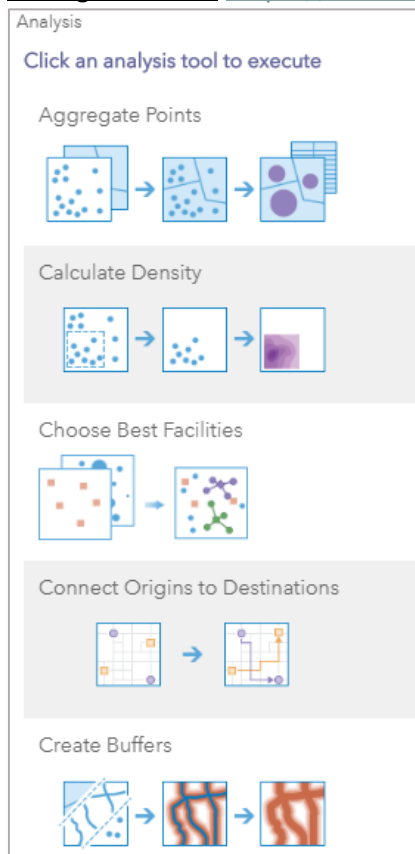 Analysis
Click an analysis tool to execute
Aggregate Points
Calculate Density
Choose Best Facilities
Connect Origins to Destinations
Create Buffers